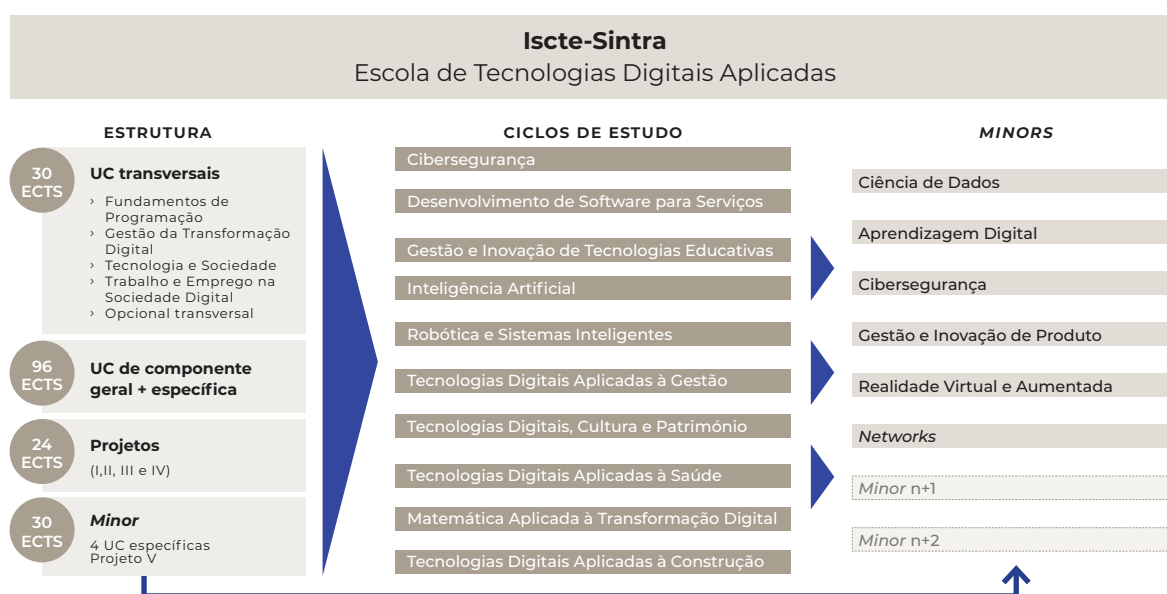 Iscte-Sintra
Escola de Tecnologias Digitais Aplicadas
ESTRUTURA
30
ECTS
UC transversais
› Fundamentos de
Programação
› Gestão da Transformação
Digital
› Tecnologia e Sociedade
› Trabalho e Emprego na
Sociedade Digital
› Opcional transversal
96
ECTS
UC de componente
geral + específica
24
ECTS
Projetos
(I,II, III e IV)
30
ECTS
Minor
4 UC específicas
Projeto V
CICLOS DE ESTUDO
Cibersegurança
Desenvolvimento de Software para Serviços
Gestão e Inovação de Tecnologias Educativas
Inteligência Artificial
Robótica e Sistemas Inteligentes
Tecnologias Digitais Aplicadas à Gestão
Tecnologias Digitais, Cultura e Património
Tecnologias Digitais Aplicadas à Saúde
Matemática Aplicada à Transformação Digital
Tecnologias Digitais Aplicadas à Construção
MINORS
Ciência de Dados
Aprendizagem Digital
Cibersegurança
Gestão e Inovação de Produto
Realidade Virtual e Aumentada
Networks
Minor n+1
Minor n+2